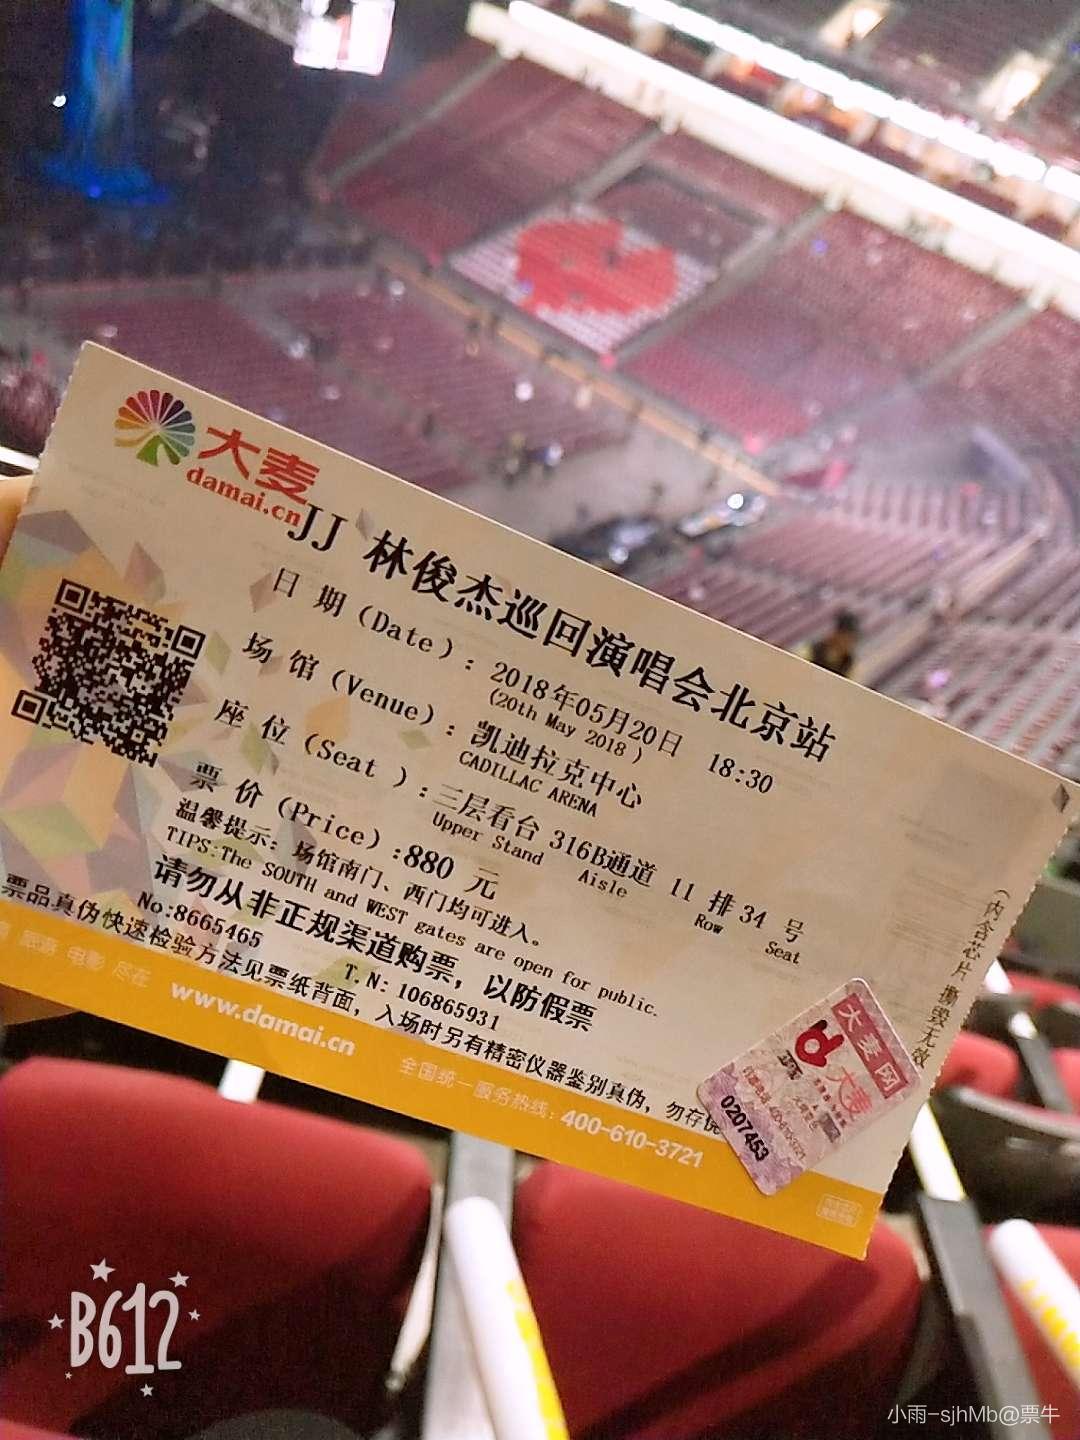 大麦
damai.cn
JJ 林俊杰巡回演唱会北京站
日 期 (Date) : 2018年05月20日 18:30
(20th May 2018 )
场 馆 (Venue) : 凯迪拉克中心
CADILLAC ARENA
座 位 (Seat ) : 三层看台 316B通道 11 排 34 号
Upper Stand Aisle Row Seat
票 价 (Price) :880 元
温馨提示: 场馆南门、西门均可进入。
TIPS:The SOUTH and WEST gates are open for public.
请勿从非正规渠道购票，以防假票
No:8665465 T.N: 106865931
票品真伪快速检验方法见票纸背面，入场时另有精密仪器鉴别真伪，勿存侥
电影 尽在 www.damai.cn 全国统一服务热线: 400-610-3721
(内含芯片 撕毁无效
大麦网
大麦
0207453
B612
小雨-sjhMb@票牛